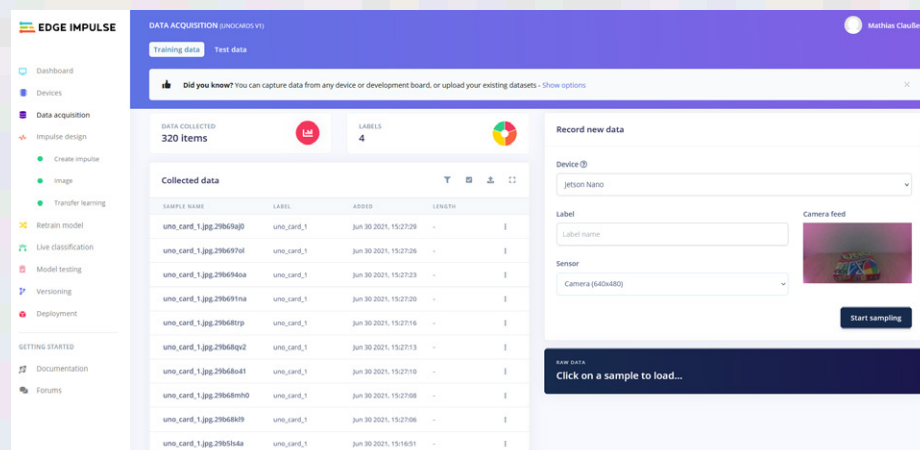 EDGE IMPULSE
Dashboard
Devices
Data acquisition
Impulse design
Create impulse
Image
Transfer learning
Retrain model
Live classification
Model testing
Versioning
Deployment
GETTING STARTED
Documentation
Forums
DATA ACQUISITION (UNOCARDS V1)
Mathias Clauße
Training data Test data
Did you know? You can capture data from any device or development board, or upload your existing datasets - Show options
DATA COLLECTED
320 items
LABELS
4
Collected data
SAMPLE NAME LABEL ADDED LENGTH
uno_card_1.jpg.29b69aj0 uno_card_1 Jun 30 2021, 15:27:29 -
uno_card_1.jpg.29b697ol uno_card_1 Jun 30 2021, 15:27:26 -
uno_card_1.jpg.29b694oa uno_card_1 Jun 30 2021, 15:27:23 -
uno_card_1.jpg.29b691na uno_card_1 Jun 30 2021, 15:27:20 -
uno_card_1.jpg.29b68trp uno_card_1 Jun 30 2021, 15:27:16 -
uno_card_1.jpg.29b68qv2 uno_card_1 Jun 30 2021, 15:27:13 -
uno_card_1.jpg.29b68o41 uno_card_1 Jun 30 2021, 15:27:10 -
uno_card_1.jpg.29b68mh0 uno_card_1 Jun 30 2021, 15:27:08 -
uno_card_1.jpg.29b68kl9 uno_card_1 Jun 30 2021, 15:27:06 -
uno_card_1.jpg.29b5ls4a uno_card_1 Jun 30 2021, 15:16:51 -
Record new data
Device
Jetson Nano
Label
Label name
Camera feed
Sensor
Camera (640x480)
Start sampling
RAW DATA
Click on a sample to load...